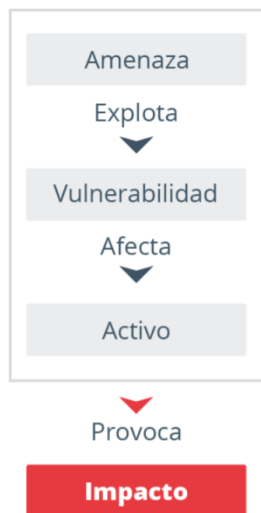 Amenaza
Explota
Vulnerabilidad
Afecta
Activo
Provoca
Impacto